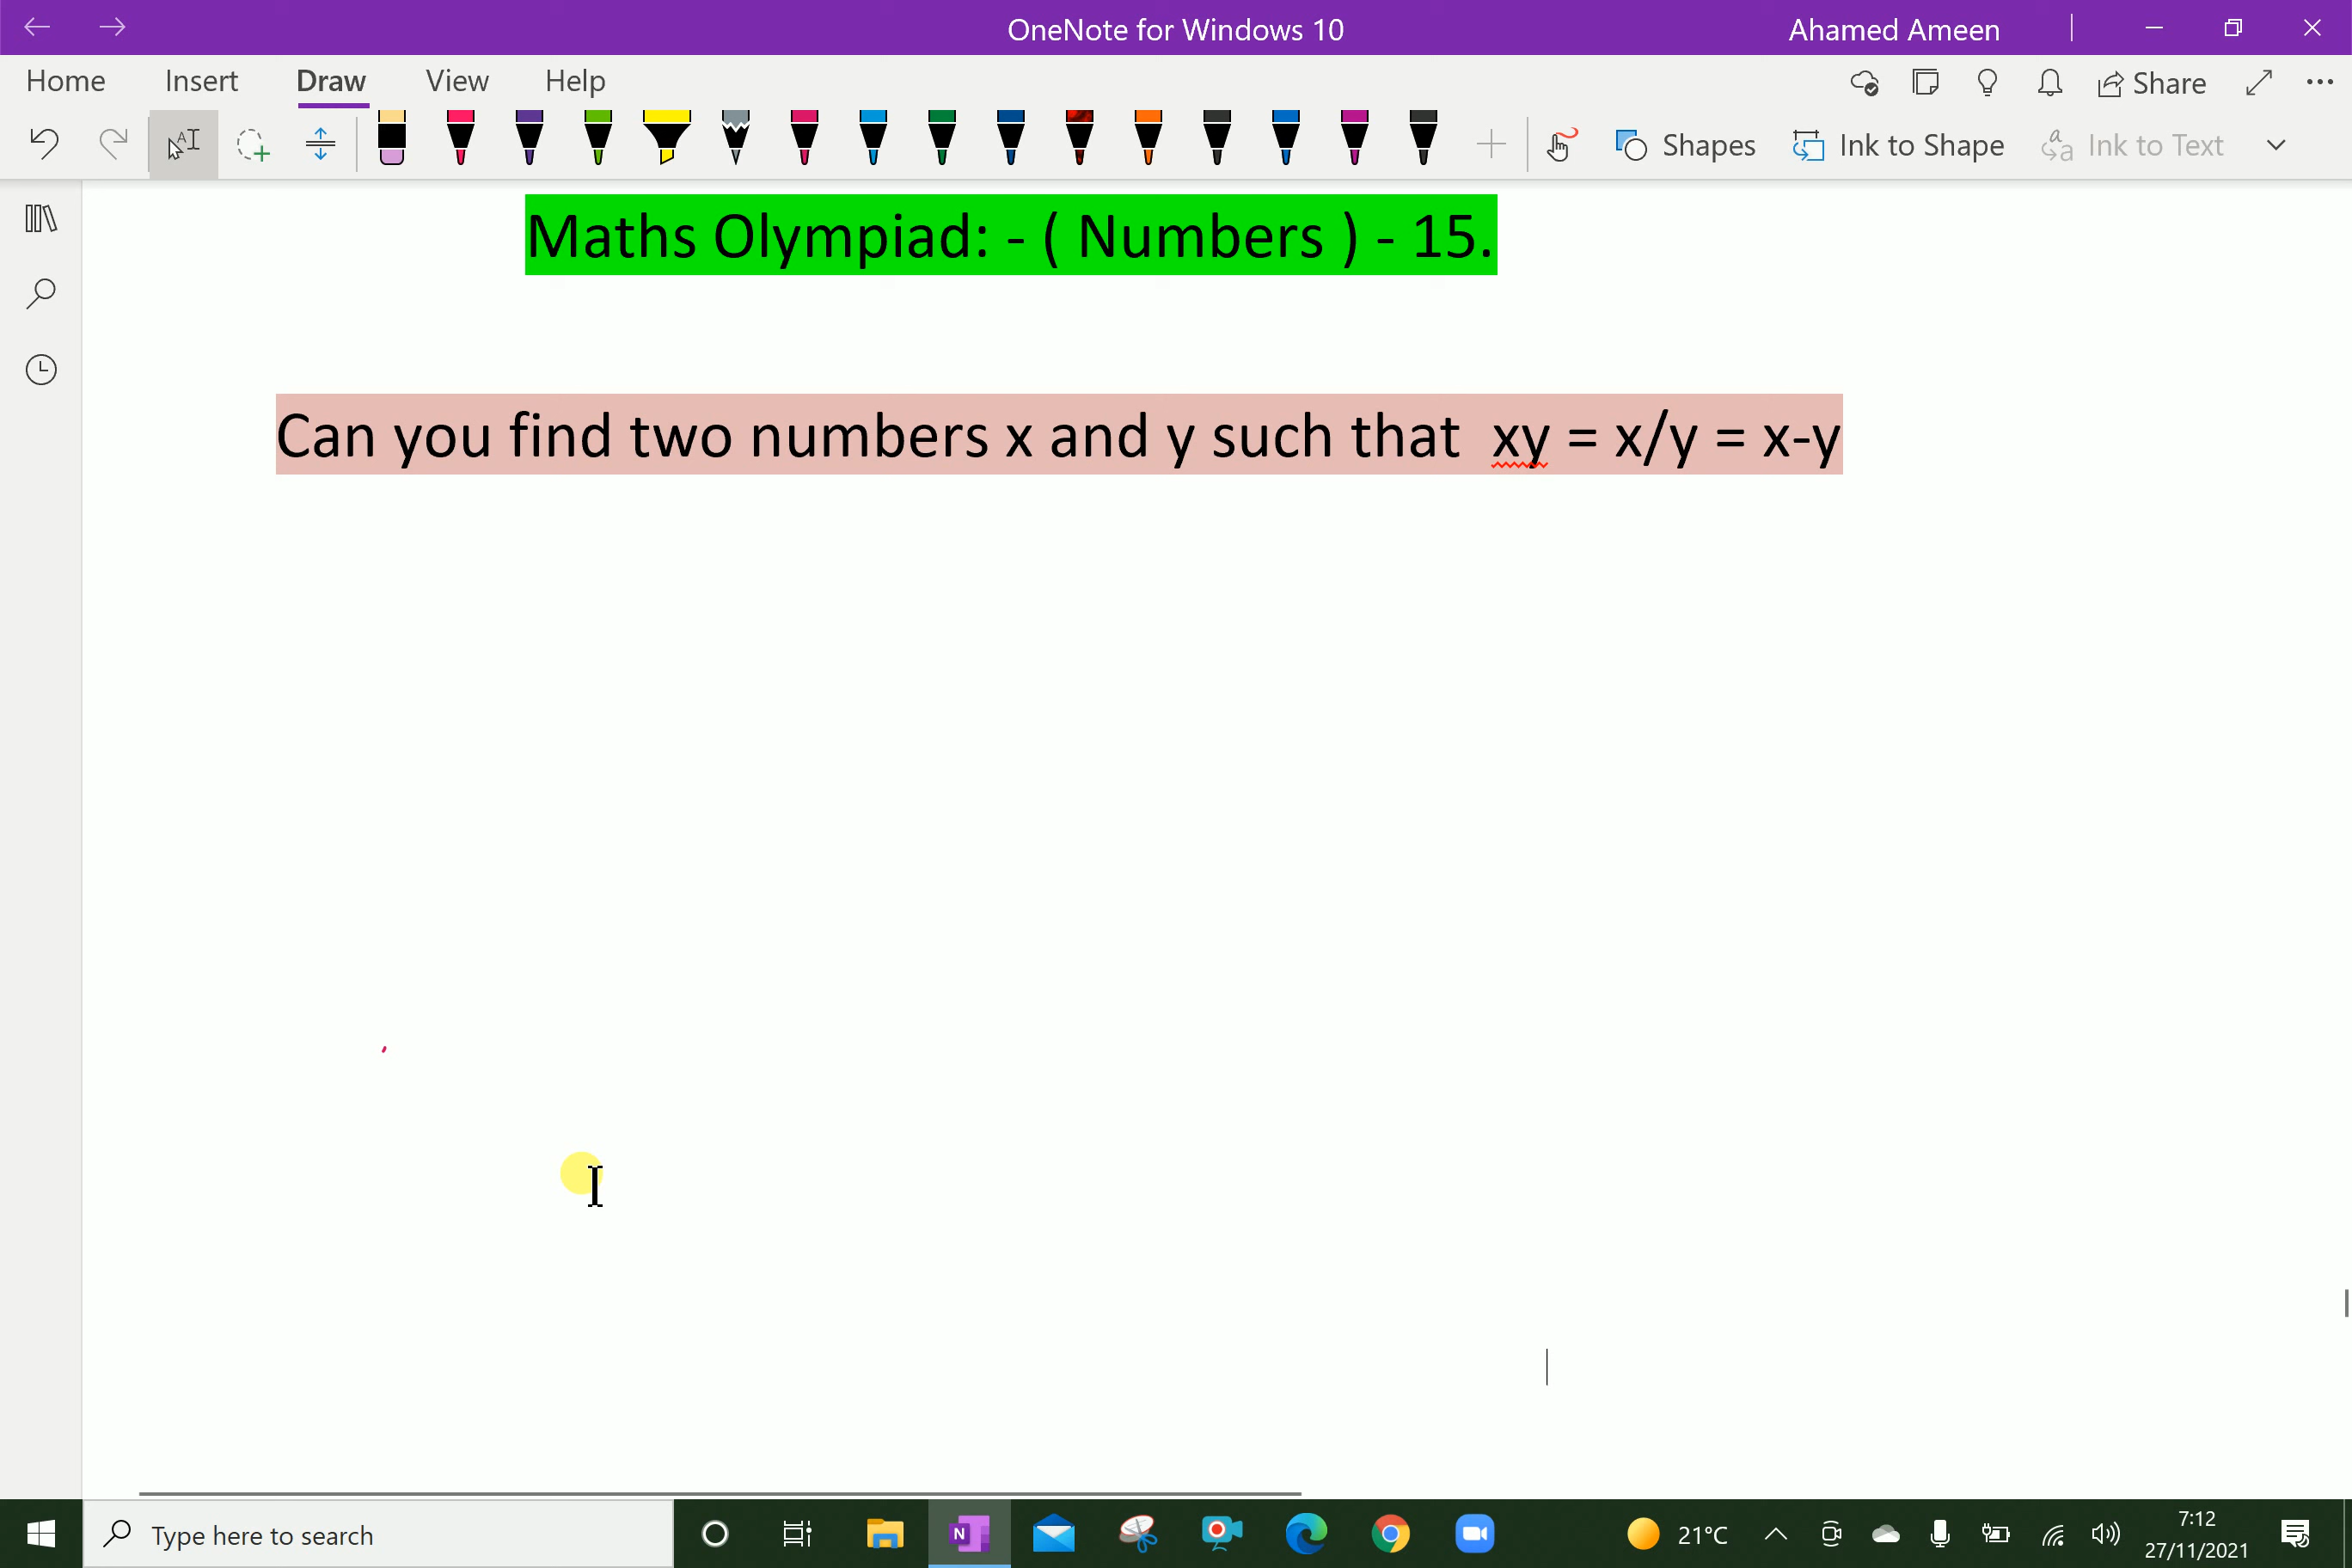 OneNote for Windows 10
Ahamed Ameen
Home Insert Draw View Help
Share
Shapes Ink to Shape Ink to Text
Maths Olympiad: - ( Numbers ) - 15.
Can you find two numbers x and y such that xy = x/y = x-y
Type here to search
21°C
7:12
27/11/2021